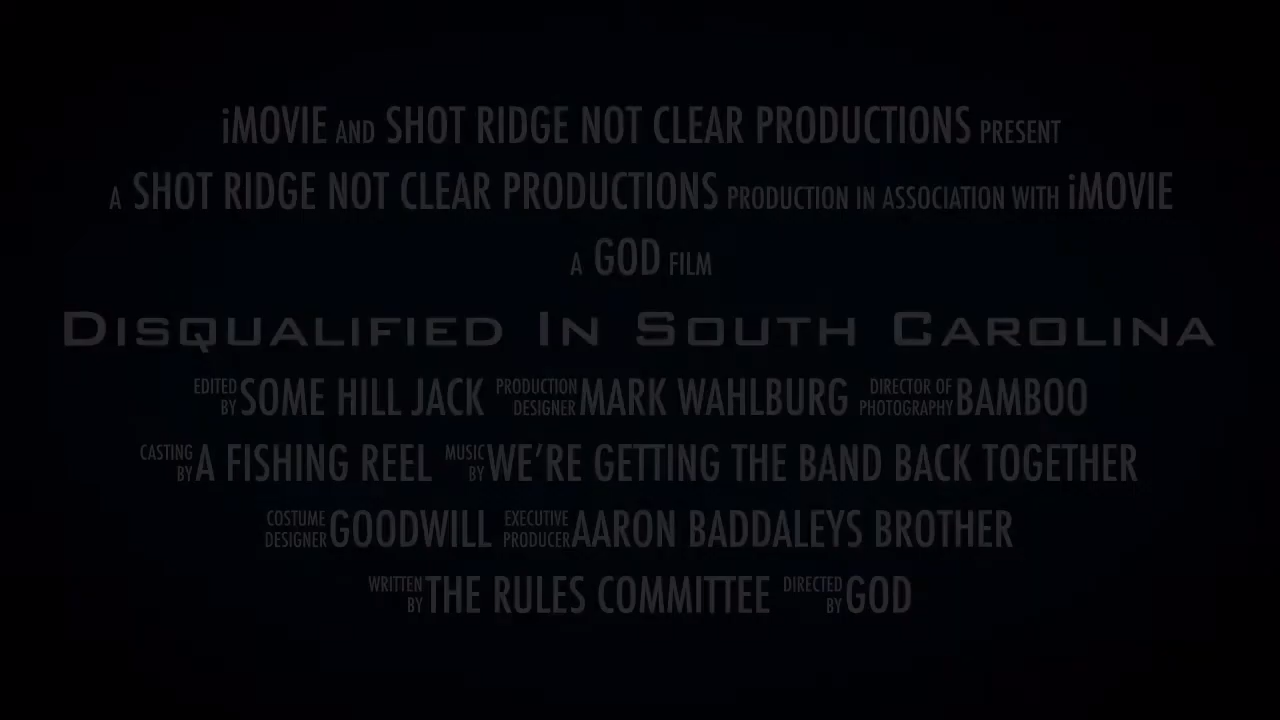 iMOVIE AND SHOT RIDGE NOT CLEAR PRODUCTIONS PRESENT
A SHOT RIDGE NOT CLEAR PRODUCTIONS PRODUCTION IN ASSOCIATION WITH iMOVIE
A GOD FILM
DISQUALIFIED IN SOUTH CAROLINA
EDITED BY SOME HILL JACK PRODUCTION DESIGNER MARK WAHLBURG DIRECTOR OF PHOTOGRAPHY BAMBOO
CASTING BY A FISHING REEL MUSIC BY WE'RE GETTING THE BAND BACK TOGETHER
COSTUME DESIGNER GOODWILL EXECUTIVE PRODUCER AARON BADDALEYS BROTHER
WRITTEN BY THE RULES COMMITTEE DIRECTED BY GOD